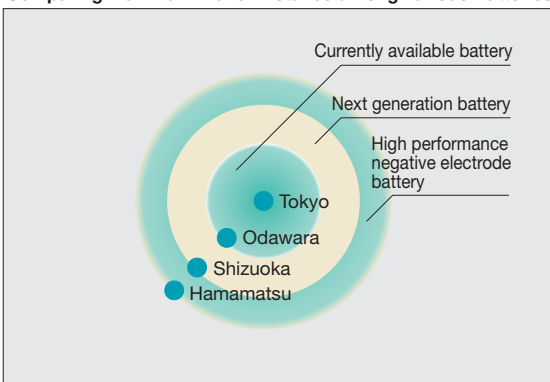 Currently available battery
Next generation battery
High performance
negative electrode
battery
Tokyo
Odawara
Shizuoka
Hamamatsu